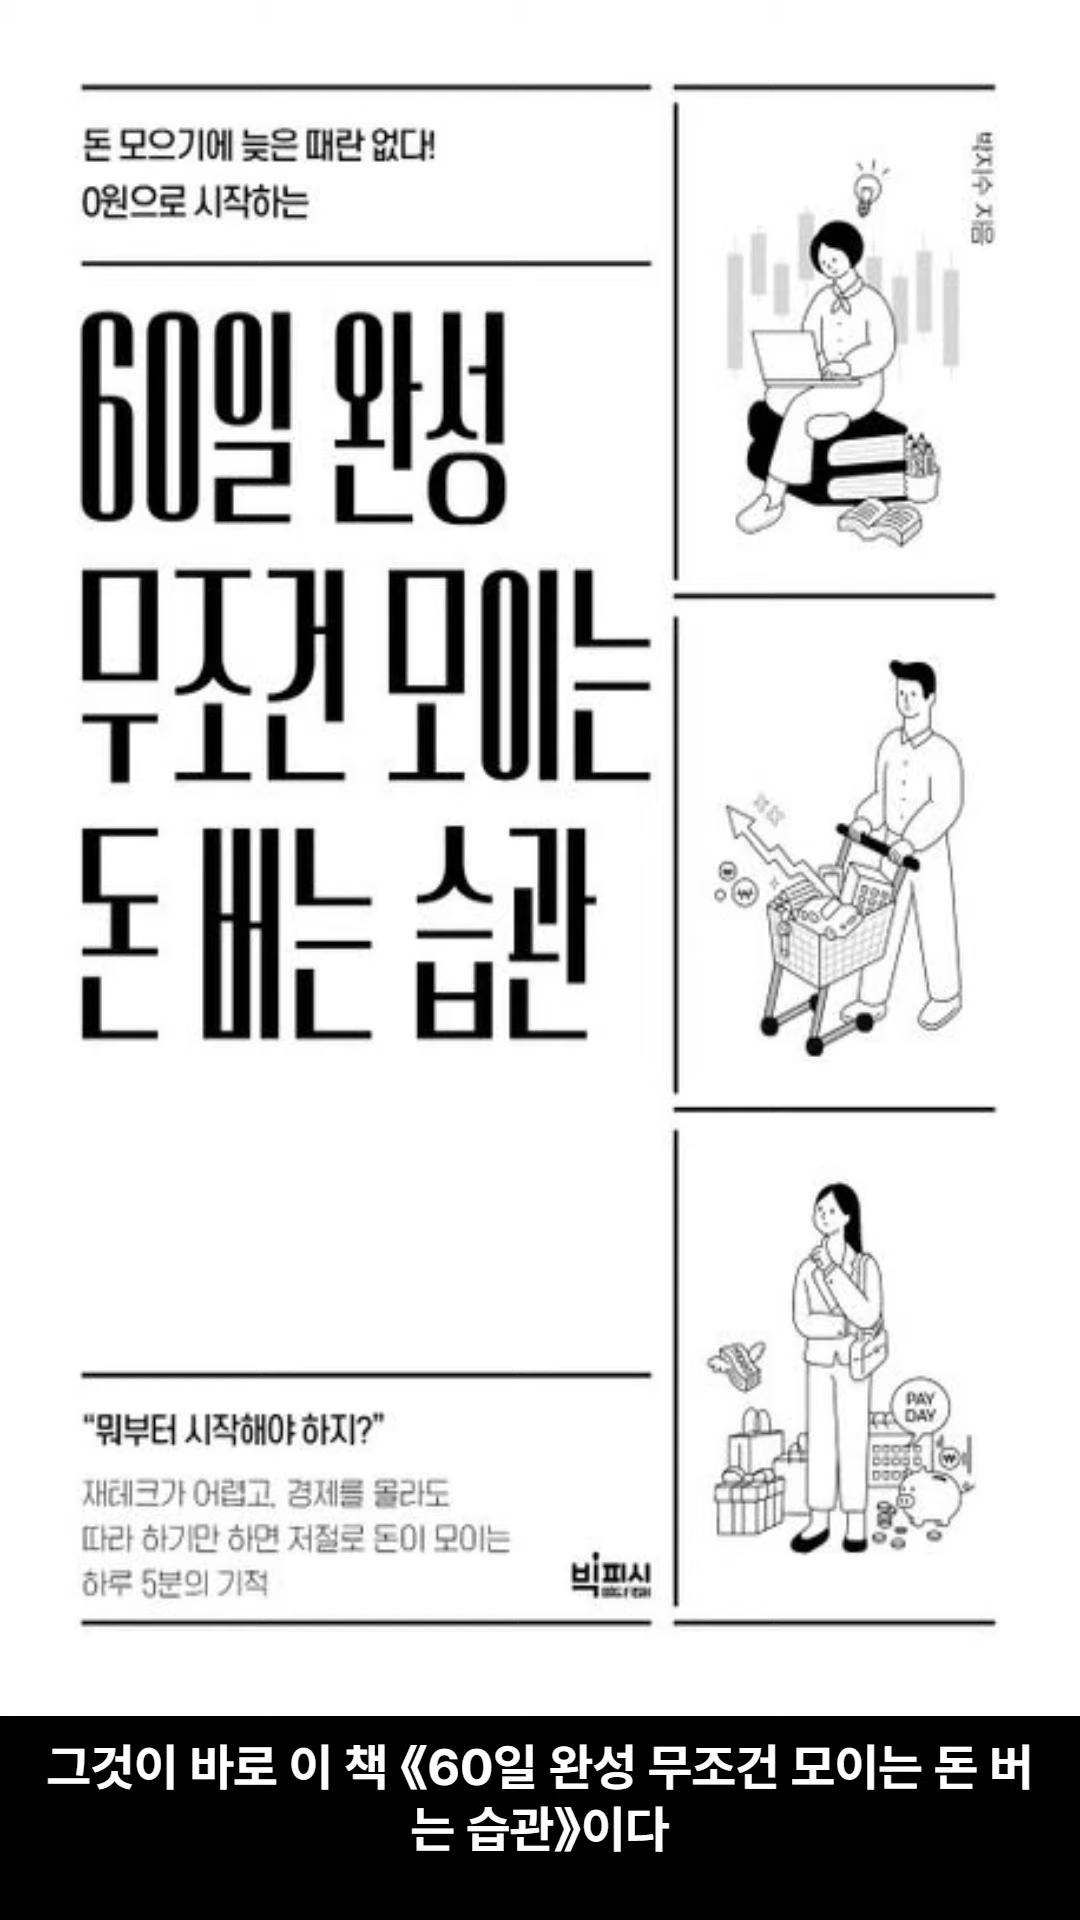 돈 모으기에 늦은 때란 없다!
0원으로 시작하는
박지수 지음
60일 완성
무조건 모이는
돈 버는 습관
PAY
DAY
“뭐부터 시작해야 하지?”
재테크가 어렵고, 경제를 몰라도
따라 하기만 하면 저절로 돈이 모이는
하루 5분의 기적
빅피시
그것이 바로 이 책 《60일 완성 무조건 모이는 돈 버
는 습관》이다